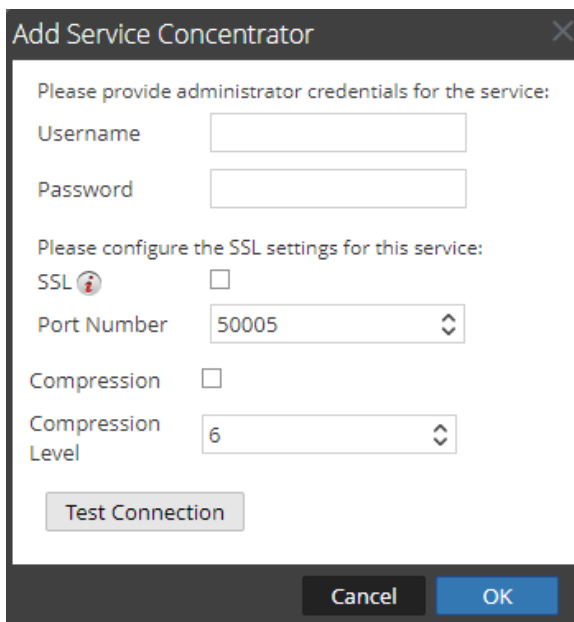 Add Service Concentrator
Please provide administrator credentials for the service:
Username
Password
Please configure the SSL settings for this service:
SSL i
Port Number 50005
Compression
Compression
Level
6
Test Connection
Cancel OK